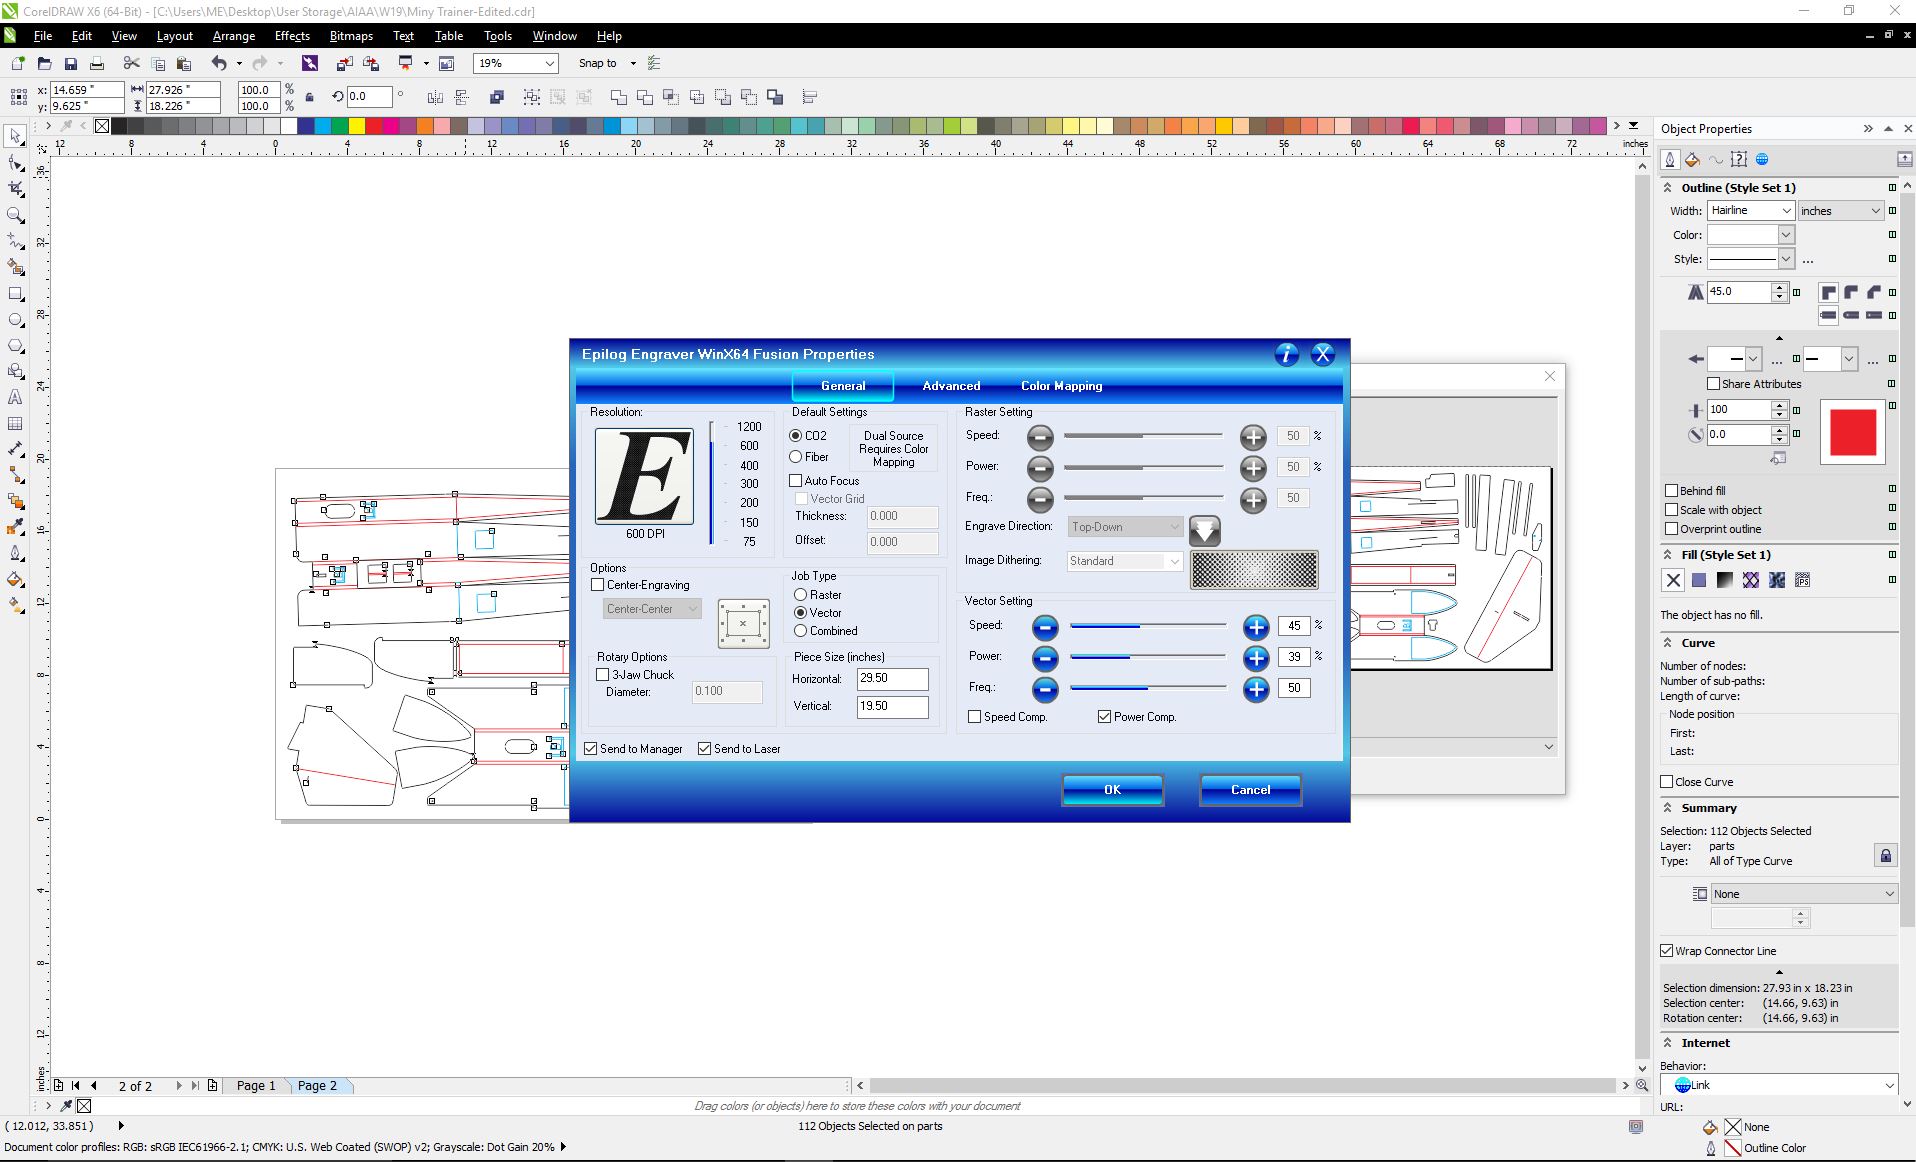 CorelDRAW X6 (64-Bit) - [C:\Users\ME\Desktop\User Storage\AIAA\W19\Miny Trainer-Edited.cdr]
File Edit View Layout Arrange Effects Bitmaps Text Table Tools Window Help
19% Snap to
x: 14.659 " 27.926 " 100.0 % 0.0 °
y: 9.625 " 18.226 " 100.0 %
12 8 4 0 4 8 12 16 20 24 28 32 36 40 44 48 52 56 60 64 68 72 inches
36
32
28
24
20
16
12
8
4
0
4
8
12
inches
Epilog Engraver WinX64 Fusion Properties
General Advanced Color Mapping
Resolution:
E
600 DPI
1200
600
400
300
200
150
75
Default Settings
CO2
Fiber
Dual Source
Requires Color
Mapping
Auto Focus
Vector Grid
Thickness: 0.000
Offset: 0.000
Options
Center-Engraving
Center-Center
Job Type
Raster
Vector
Combined
Rotary Options
3-Jaw Chuck
Diameter: 0.100
Piece Size (inches)
Horizontal: 29.50
Vertical: 19.50
Raster Setting
Speed: 50 %
Power: 50 %
Freq.: 50
Engrave Direction: Top-Down
Image Dithering: Standard
Vector Setting
Speed: 45 %
Power: 39 %
Freq.: 50
Speed Comp. Power Comp.
Send to Manager Send to Laser
OK Cancel
Object Properties
Outline (Style Set 1)
Width: Hairline inches
Color:
Style: ...
45.0
... ...
Share Attributes
100
0.0
Behind fill
Scale with object
Overprint outline
Fill (Style Set 1)
PS
The object has no fill.
Curve
Number of nodes:
Number of sub-paths:
Length of curve:
Node position
First:
Last:
Close Curve
Summary
Selection: 112 Objects Selected
Layer: parts
Type: All of Type Curve
None
Wrap Connector Line
Selection dimension: 27.93 in x 18.23 in
Selection center: (14.66, 9.63) in
Rotation center: (14.66, 9.63) in
Internet
Behavior:
Link
URL:
2 of 2 Page 1 Page 2
Drag colors (or objects) here to store these colors with your document
( 12.012, 33.851 ) 112 Objects Selected on parts None
Document color profiles: RGB: sRGB IEC61966-2.1; CMYK: U.S. Web Coated (SWOP) v2; Grayscale: Dot Gain 20% Outline Color